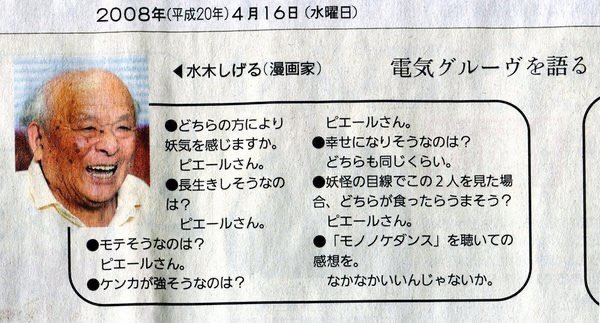 2008年(平成20年)4月16日(水曜日)
◀水木しげる(漫画家)
電気グルーヴを語る
●どちらの方により
妖気を感じますか。
ピエールさん。
●長生きしそうなの
は?
ピエールさん。
●モテそうなのは?
ピエールさん。
●ケンカが強そうなのは?
ピエールさん。
●幸せになりそうなのは?
どちらも同じくらい。
●妖怪の目線でこの2人を見た場
合、どちらが食ったらうまそう?
ピエールさん。
●「モノノケダンス」を聴いての
感想を。
なかなかいいんじゃないか。